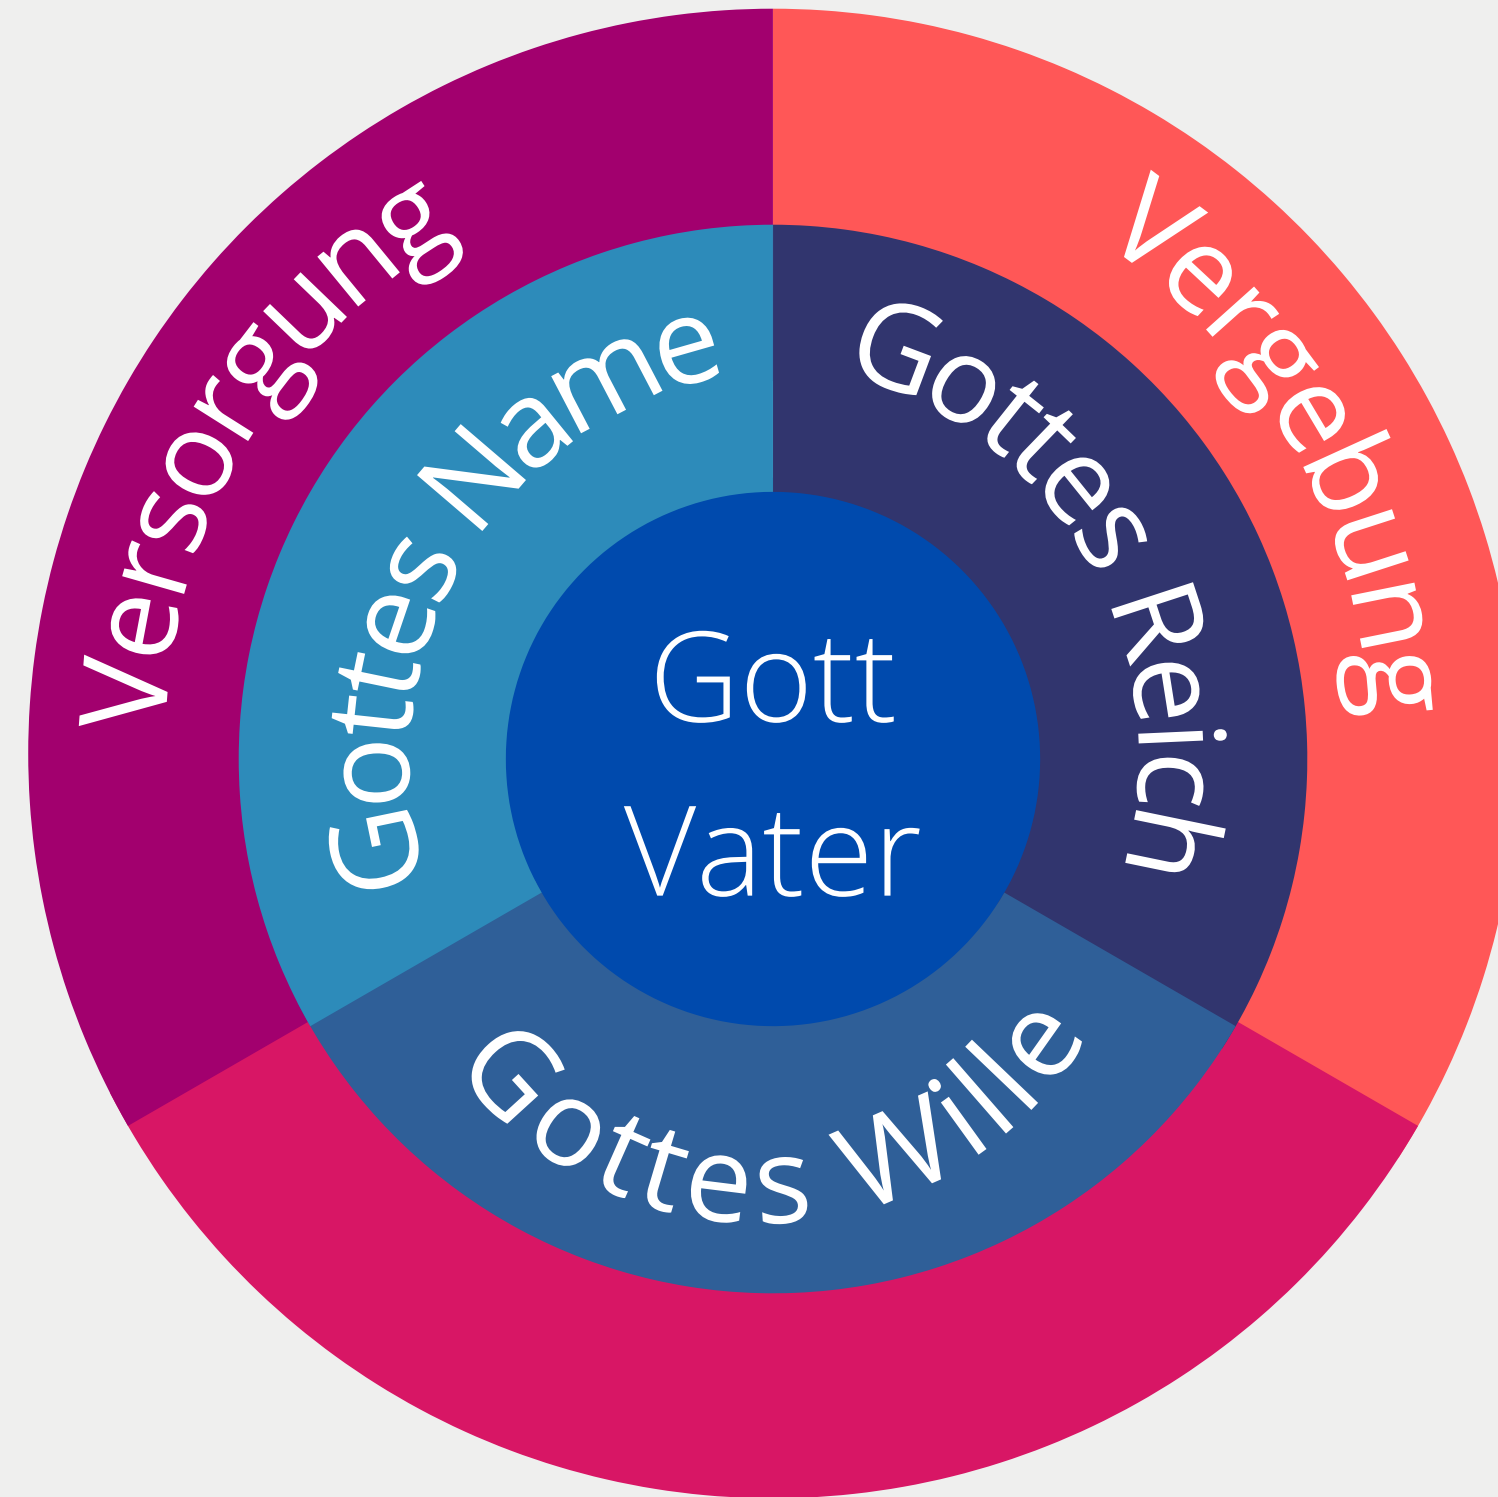 Versorgung
Vergebung
Gottes Name
Gottes Reich
Gott
Vater
Gottes Wille